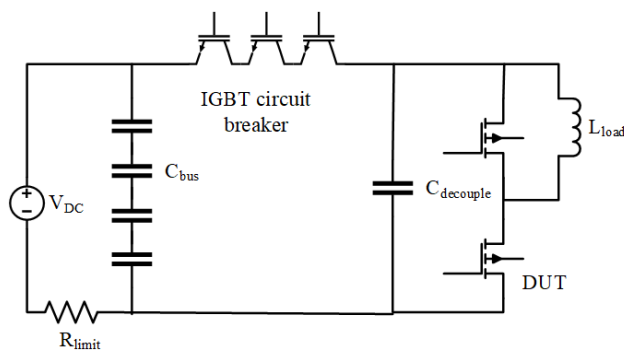 IGBT circuit
breaker
L_load
C_bus
C_decouple
+
V_DC
−
DUT
R_limit